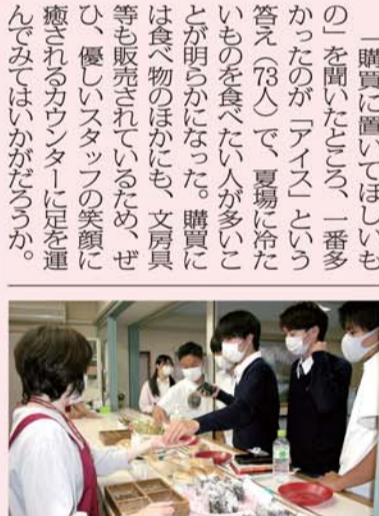 「購買に置いてほしいも
の」を聞いたところ、一番多
かったのが「アイス」という
答え（73人）で、夏場に冷た
いものを食べたい人が多いこ
とが明らかになった。購買に
は食べ物のほかにも、文房具
等も販売されているため、ぜ
ひ、優しいスタッフの笑顔に
癒されるカウンターに足を運
んでみてはいかがだろうか。